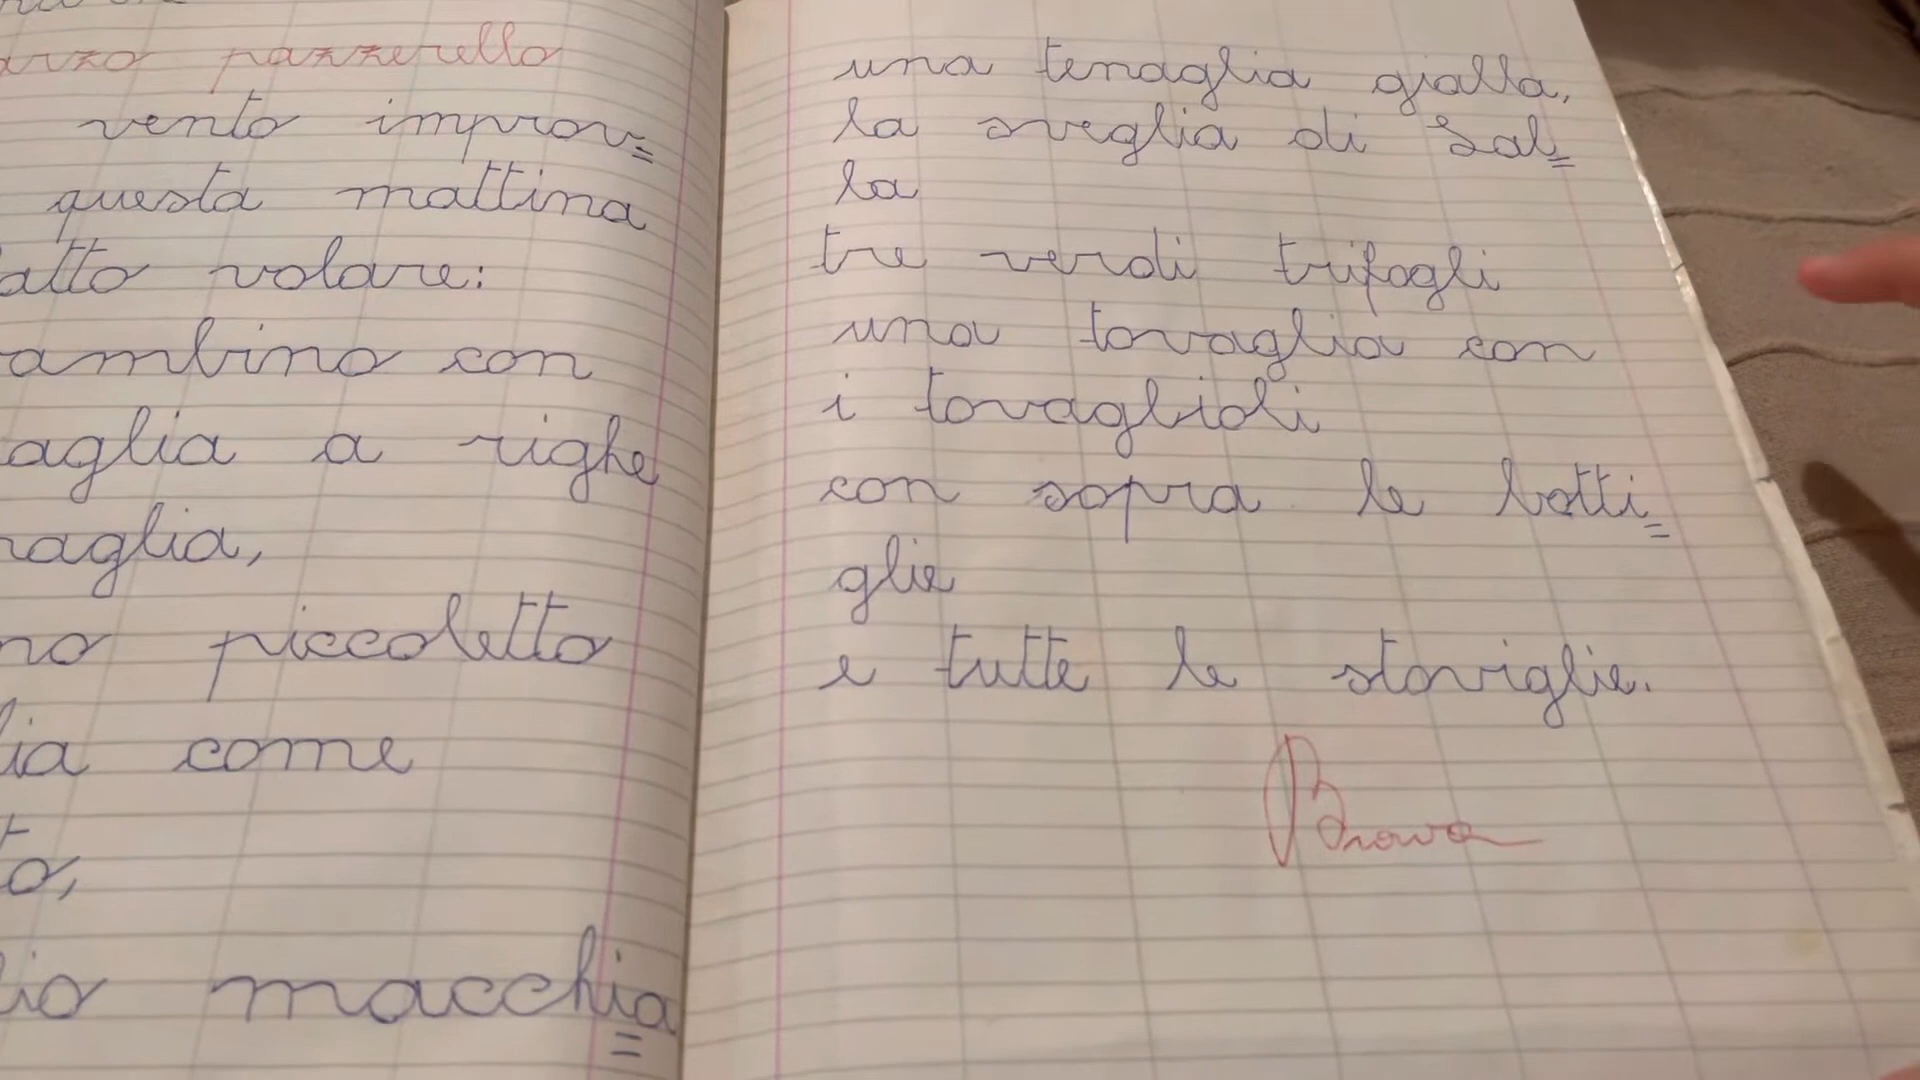 pazzerello
vento improv=
questa mattina
volare:
con
a righe
piccoletto
come
macchia=
una tenaglia gialla,
la sveglia di Lal=
la
tre verdi trifogli
una tovaglia con
i tovaglioli
con sopra le botti=
glie
e tutte le stoviglie.
Brava